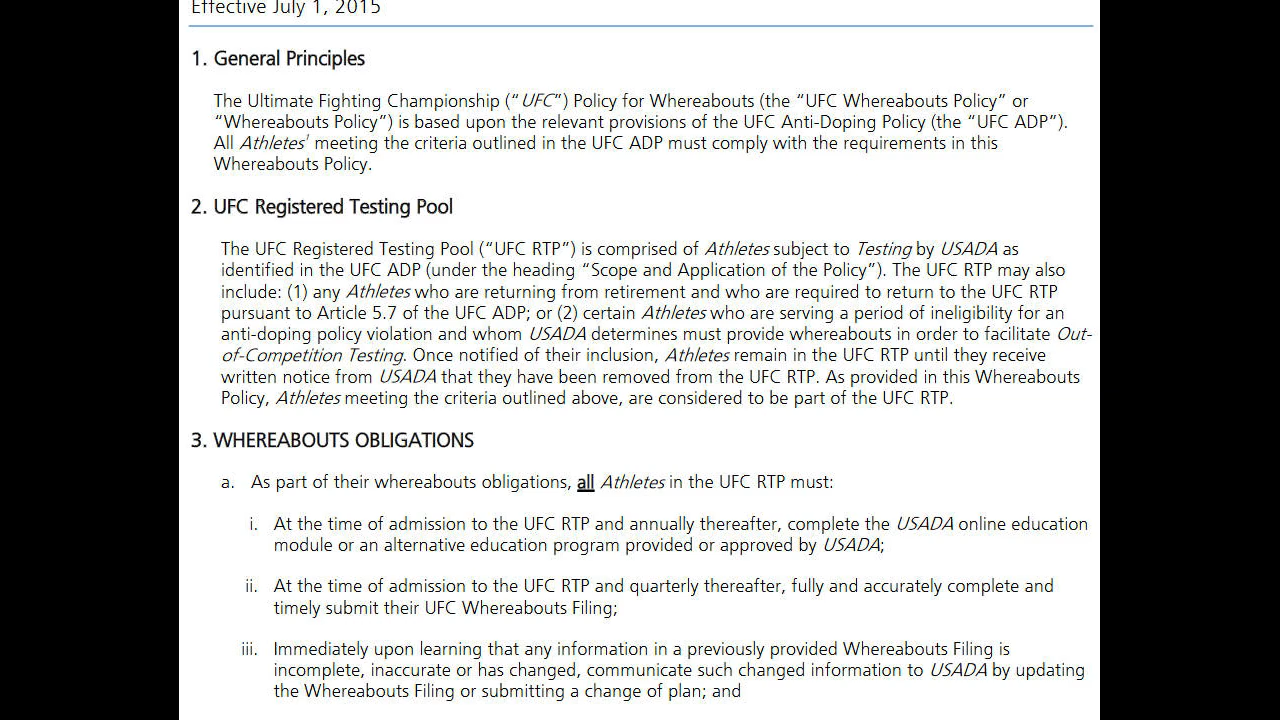 Effective July 1, 2015
1. General Principles
The Ultimate Fighting Championship (“UFC”) Policy for Whereabouts (the “UFC Whereabouts Policy” or
“Whereabouts Policy”) is based upon the relevant provisions of the UFC Anti-Doping Policy (the “UFC ADP”).
All Athletes' meeting the criteria outlined in the UFC ADP must comply with the requirements in this
Whereabouts Policy.
2. UFC Registered Testing Pool
The UFC Registered Testing Pool (“UFC RTP”) is comprised of Athletes subject to Testing by USADA as
identified in the UFC ADP (under the heading “Scope and Application of the Policy”). The UFC RTP may also
include: (1) any Athletes who are returning from retirement and who are required to return to the UFC RTP
pursuant to Article 5.7 of the UFC ADP; or (2) certain Athletes who are serving a period of ineligibility for an
anti-doping policy violation and whom USADA determines must provide whereabouts in order to facilitate Out-
of-Competition Testing. Once notified of their inclusion, Athletes remain in the UFC RTP until they receive
written notice from USADA that they have been removed from the UFC RTP. As provided in this Whereabouts
Policy, Athletes meeting the criteria outlined above, are considered to be part of the UFC RTP.
3. WHEREABOUTS OBLIGATIONS
a. As part of their whereabouts obligations, all Athletes in the UFC RTP must:
i. At the time of admission to the UFC RTP and annually thereafter, complete the USADA online education
module or an alternative education program provided or approved by USADA;
ii. At the time of admission to the UFC RTP and quarterly thereafter, fully and accurately complete and
timely submit their UFC Whereabouts Filing;
iii. Immediately upon learning that any information in a previously provided Whereabouts Filing is
incomplete, inaccurate or has changed, communicate such changed information to USADA by updating
the Whereabouts Filing or submitting a change of plan; and